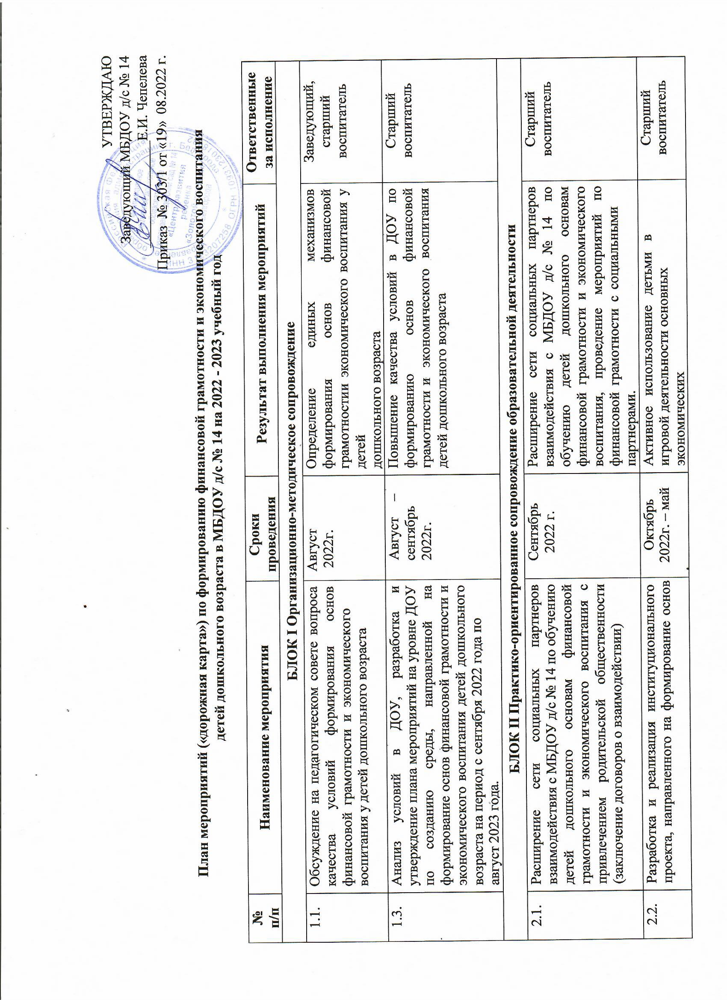 УТВЕРЖДАЮ
Заведующий МБДОУ д/с № 14
Е.И. Чепелева
Приказ № 303/1 от «19» 08.2022 г.
План мероприятий («дорожная карта») по формированию финансовой грамотности и экономического воспитания
детей дошкольного возраста в МБДОУ д/с № 14 на 2022 - 2023 учебный год
№
п/п
Наименование мероприятия
Сроки
проведения
Результат выполнения мероприятий
Ответственные
за исполнение
БЛОК I Организационно-методическое сопровождение
1.1.
Обсуждение на педагогическом совете вопроса
качества условий формирования основ
финансовой грамотности и экономического
воспитания у детей дошкольного возраста
Август
2022г.
Определение единых механизмов
формирования основ финансовой
грамотностии экономического воспитания у
детей
дошкольного возраста
Заведующий,
старший
воспитатель
1.3.
Анализ условий в ДОУ, разработка и
утверждение плана мероприятий на уровне ДОУ
по созданию среды, направленной на
формирование основ финансовой грамотности и
экономического воспитания детей дошкольного
возраста на период с сентября 2022 года по
август 2023 года.
Август –
сентябрь
2022г.
Повышение качества условий в ДОУ по
формированию основ финансовой
грамотности и экономического воспитания
детей дошкольного возраста
Старший
воспитатель
БЛОК II Практико-ориентированное сопровождение образовательной деятельности
2.1.
Расширение сети социальных партнеров
взаимодействия с МБДОУ д/с № 14 по обучению
детей дошкольного основам финансовой
грамотности и экономического воспитания с
привлечением родительской общественности
(заключение договоров о взаимодействии)
Сентябрь
2022 г.
Расширение сети социальных партнеров
взаимодействия с МБДОУ д/с № 14 по
обучению детей дошкольного основам
финансовой грамотности и экономического
воспитания, проведение мероприятий по
финансовой грамотности с социальными
партнерами.
Старший
воспитатель
2.2.
Разработка и реализация институционального
проекта, направленного на формирование основ
Октябрь
2022г. – май
Активное использование детьми в
игровой деятельности основных
экономических
Старший
воспитатель